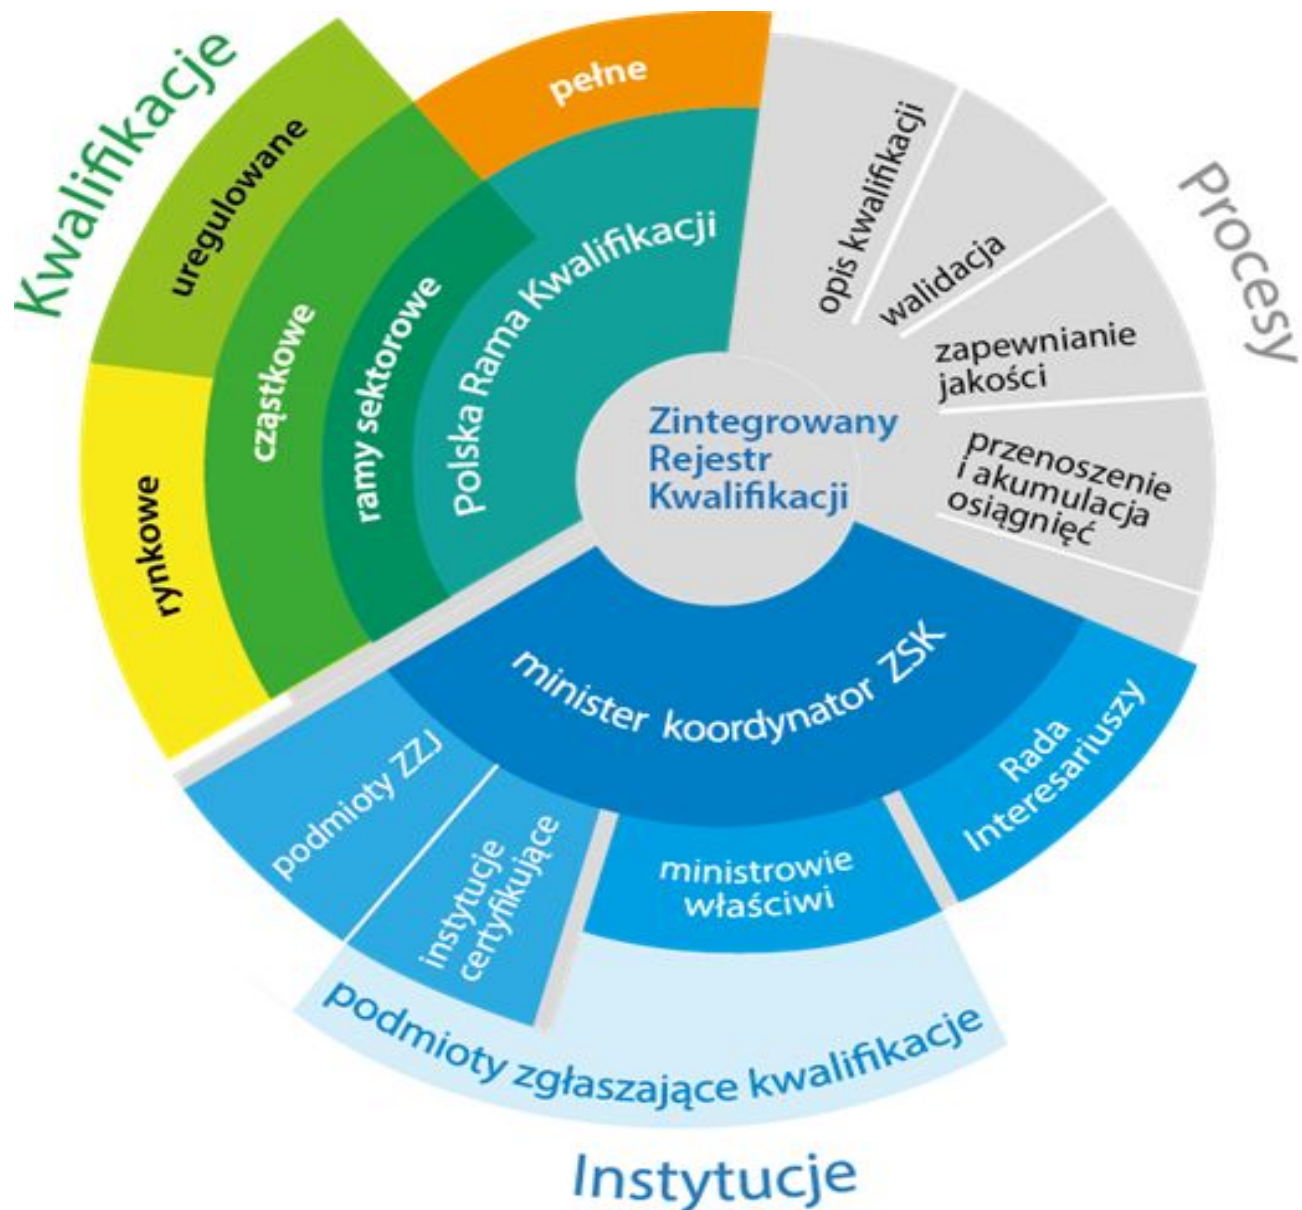 Kwalifikacje
uregulowane
rynkowe
cząstkowe
ramy sektorowe
pełne
Polska Rama Kwalifikacji
Procesy
opis kwalifikacji
walidacja
zapewnianie
jakości
przenoszenie
i akumulacja
osiągnięć
Zintegrowany
Rejestr
Kwalifikacji
minister koordynator ZSK
podmioty ZZJ
instytucje
certyfikujące
ministrowie
właściwi
Rada
Interesariuszy
podmioty zgłaszające kwalifikacje
Instytucje